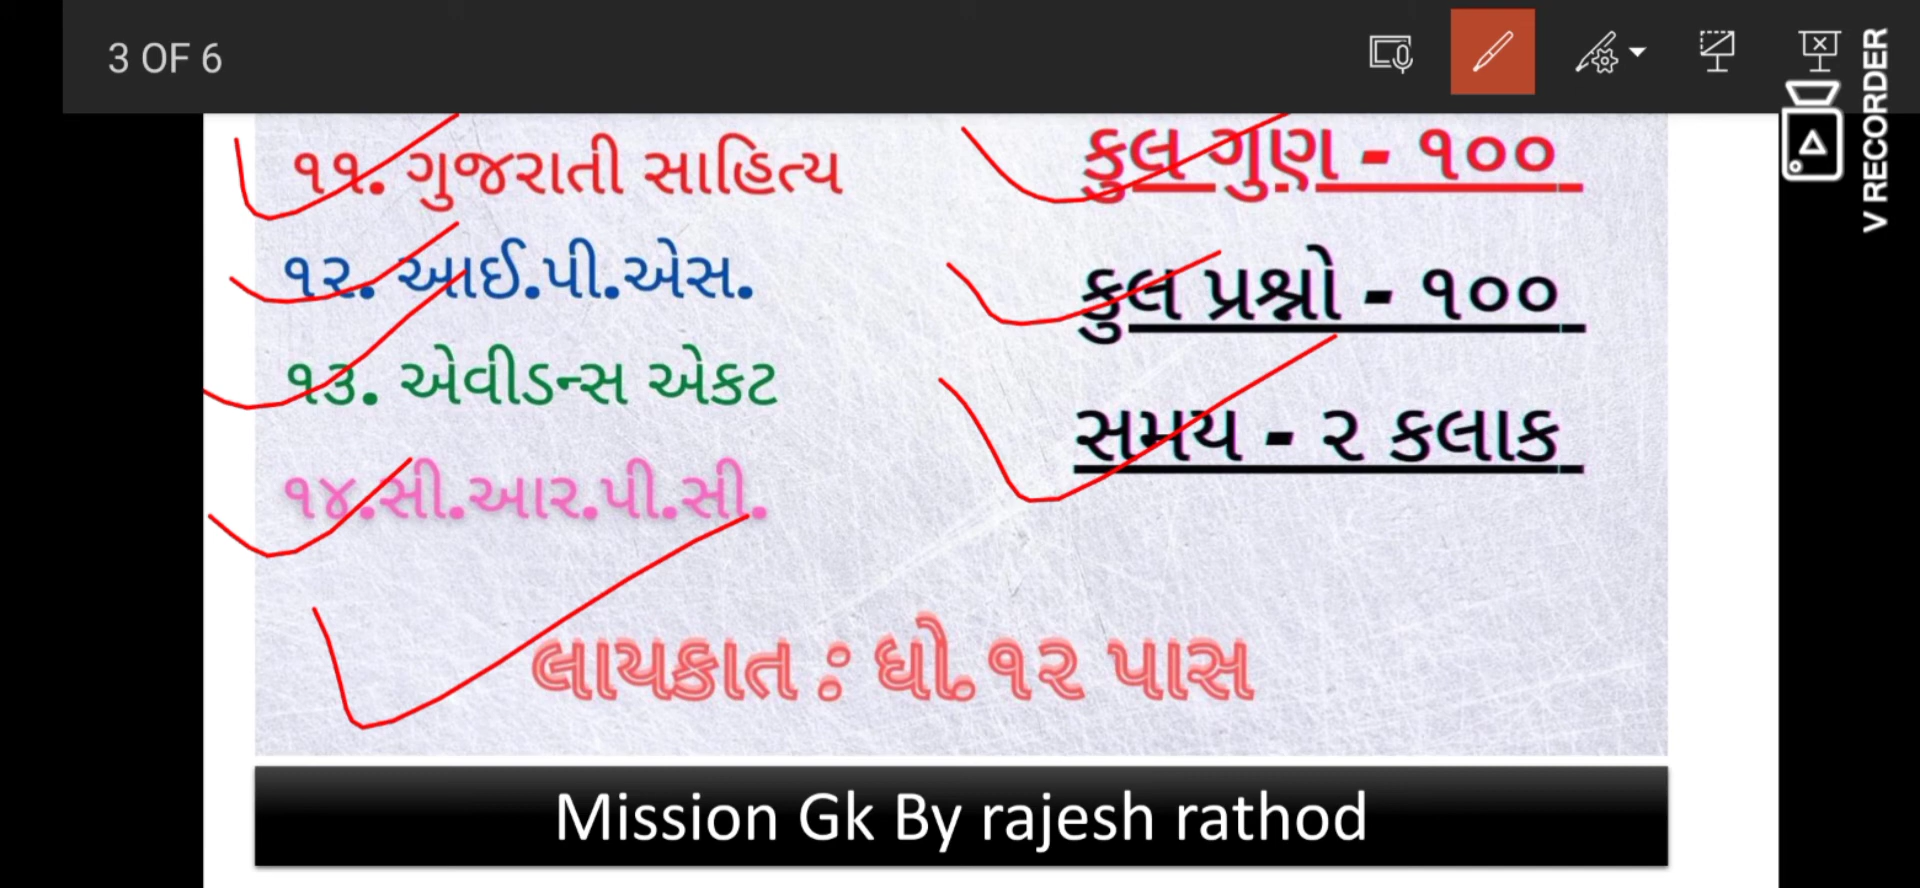 3 OF 6
V RECORDER
૧૧. ગુજરાતી સાહિત્ય
૧૨. આઈ.પી.એસ.
૧૩. એવીડન્સ એકટ
૧૪.સી.આર.પી.સી.
કુલ ગુણ - ૧૦૦
કુલ પ્રશ્નો - ૧૦૦
સમય - ૨ કલાક
લાયકાત : ધો.૧૨ પાસ
Mission Gk By rajesh rathod